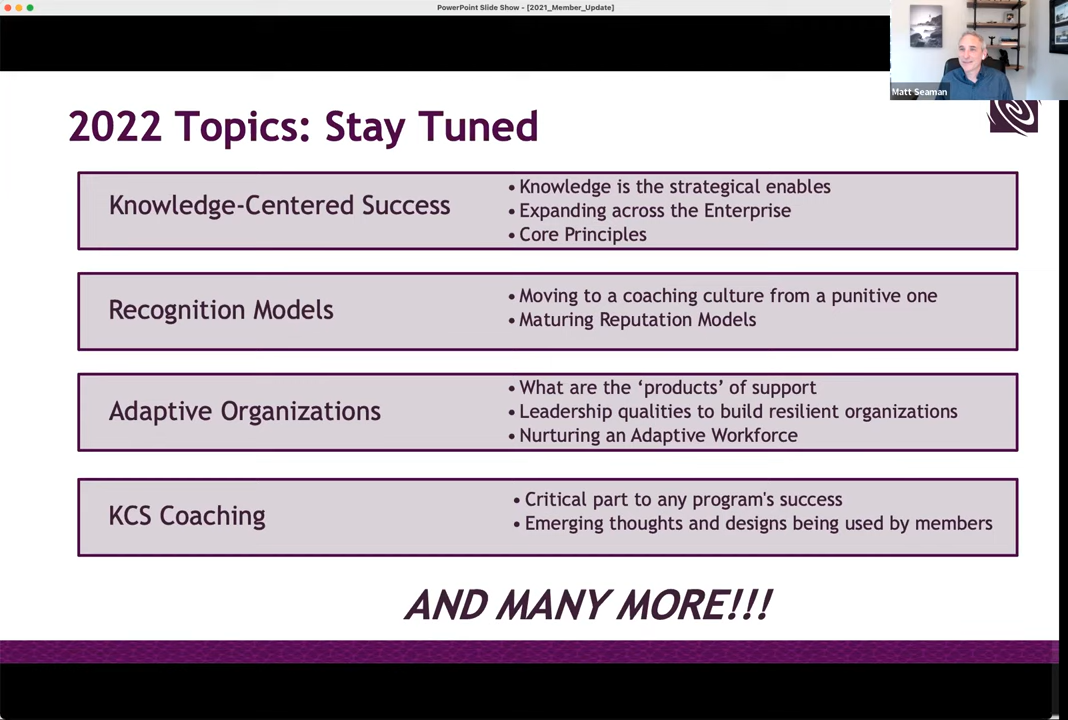 PowerPoint Slide Show - [2021_Member_Update]
Matt Seaman
2022 Topics: Stay Tuned
Knowledge-Centered Success
• Knowledge is the strategical enables
• Expanding across the Enterprise
• Core Principles
Recognition Models
• Moving to a coaching culture from a punitive one
• Maturing Reputation Models
Adaptive Organizations
• What are the ‘products’ of support
• Leadership qualities to build resilient organizations
• Nurturing an Adaptive Workforce
KCS Coaching
• Critical part to any program's success
• Emerging thoughts and designs being used by members
AND MANY MORE!!!